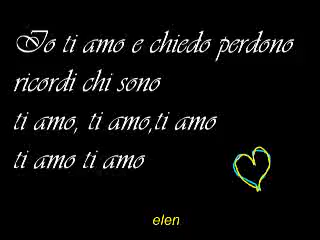 Io ti amo e chiedo perdono
ricordi chi sono
ti amo, ti amo,ti amo
ti amo ti amo
elen